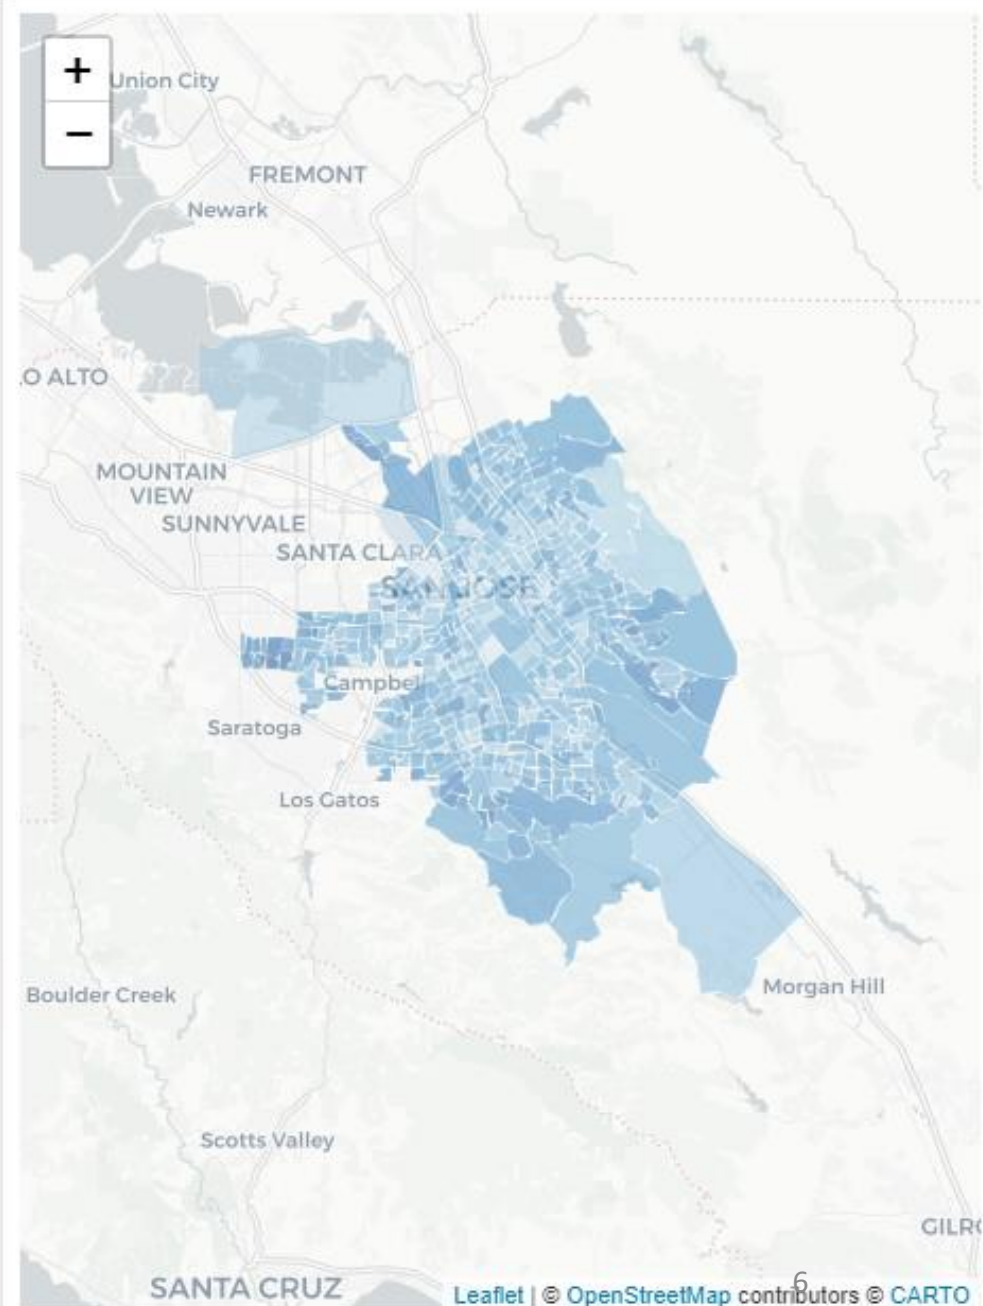 +
Union City
−
FREMONT
Newark
.O ALTO
MOUNTAIN
VIEW
SUNNYVALE
SANTA CLARA
SAN JOSE
Campbel
Saratoga
Los Gatos
Boulder Creek
Morgan Hill
Scotts Valley
GILR
SANTA CRUZ
6
Leaflet | © OpenStreetMap contributors © CARTO